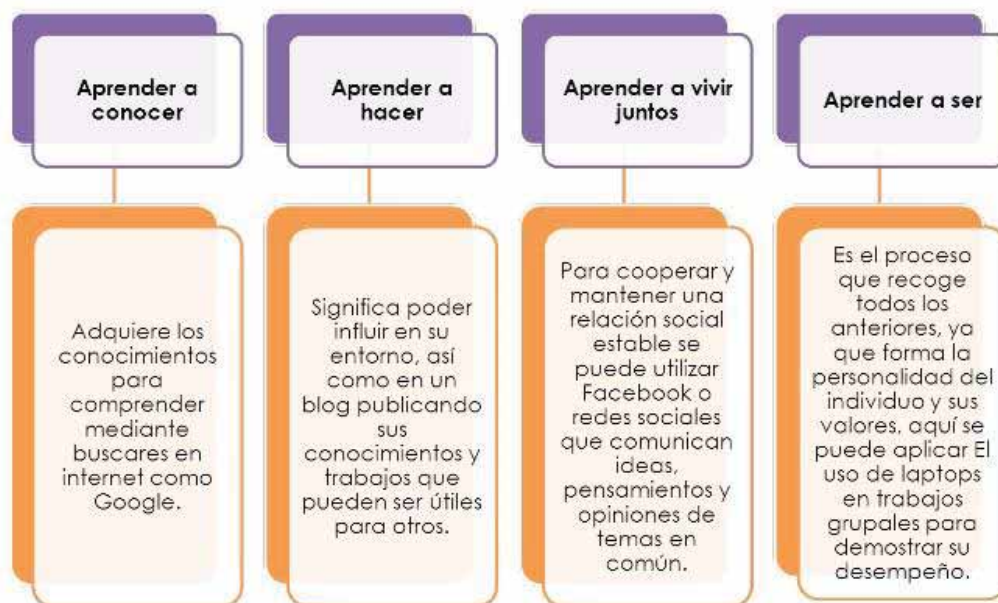 Aprender a
conocer
Adquiere los
conocimientos
para
comprender
mediante
buscares en
internet como
Google.
Aprender a
hacer
Significa poder
influir en su
entorno, así
como en un
blog publicando
sus
conocimientos y
trabajos que
pueden ser útiles
para otros.
Aprender a vivir
juntos
Para cooperar y
mantener una
relación social
estable se
puede utilizar
Facebook o
redes sociales
que comunican
ideas,
pensamientos y
opiniones de
temas en
común.
Aprender a ser
Es el proceso
que recoge
todos los
anteriores, ya
que forma la
personalidad del
individuo y sus
valores, aquí se
puede aplicar El
uso de laptops
en trabajos
grupales para
demostrar su
desempeño.